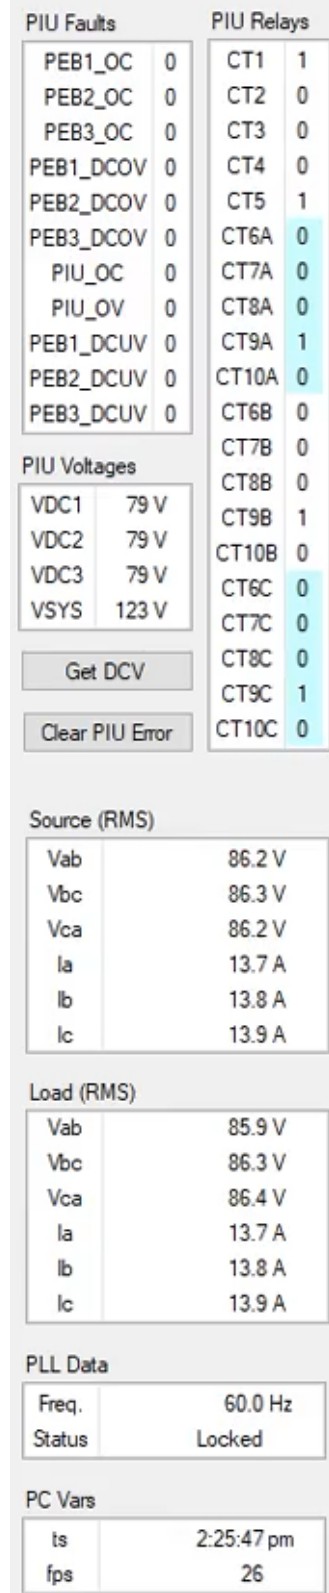 PIU Faults
PEB1_OC 0
PEB2_OC 0
PEB3_OC 0
PEB1_DCOV 0
PEB2_DCOV 0
PEB3_DCOV 0
PIU_OC 0
PIU_OV 0
PEB1_DCUV 0
PEB2_DCUV 0
PEB3_DCUV 0
PIU Voltages
VDC1 79 V
VDC2 79 V
VDC3 79 V
VSYS 123 V
Get DCV
Clear PIU Error
PIU Relays
CT1 1
CT2 0
CT3 0
CT4 0
CT5 1
CT6A 0
CT7A 0
CT8A 0
CT9A 1
CT10A 0
CT6B 0
CT7B 0
CT8B 0
CT9B 1
CT10B 0
CT6C 0
CT7C 0
CT8C 0
CT9C 1
CT10C 0
Source (RMS)
Vab 86.2 V
Vbc 86.3 V
Vca 86.2 V
Ia 13.7 A
Ib 13.8 A
Ic 13.9 A
Load (RMS)
Vab 85.9 V
Vbc 86.3 V
Vca 86.4 V
Ia 13.7 A
Ib 13.8 A
Ic 13.9 A
PLL Data
Freq. 60.0 Hz
Status Locked
PC Vars
ts 2:25:47 pm
fps 26